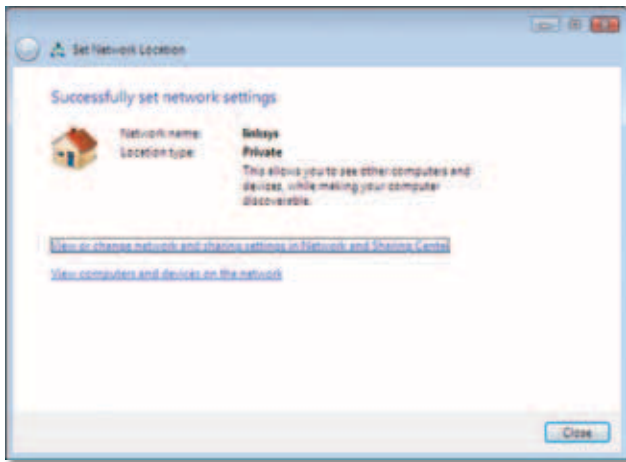 Set Network Location
Successfully set network settings
Network name: linksys
Location type: Private
This allows you to see other computers and
devices, while making your computer
discoverable.
View or change network and sharing settings in Network and Sharing Center
View computers and devices on the network
Close